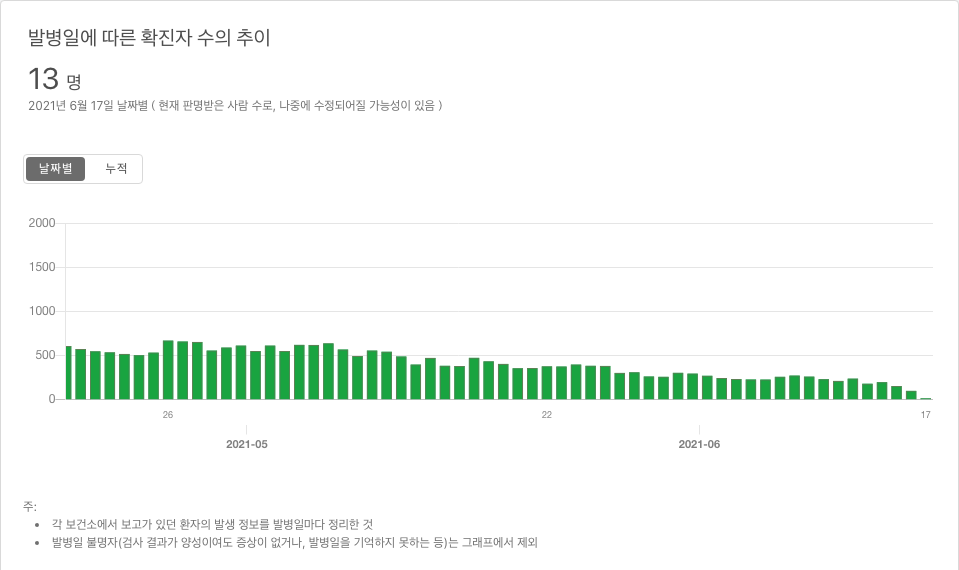 발병일에 따른 확진자 수의 추이
13 명
2021년 6월 17일 날짜별 ( 현재 판명받은 사람 수로, 나중에 수정되어질 가능성이 있음 )
날짜별 누적
2000
1500
1000
500
0
26 22 17
2021-05 2021-06
주:
• 각 보건소에서 보고가 있던 환자의 발생 정보를 발병일마다 정리한 것
• 발병일 불명자(검사 결과가 양성이여도 증상이 없거나, 발병일을 기억하지 못하는 등)는 그래프에서 제외